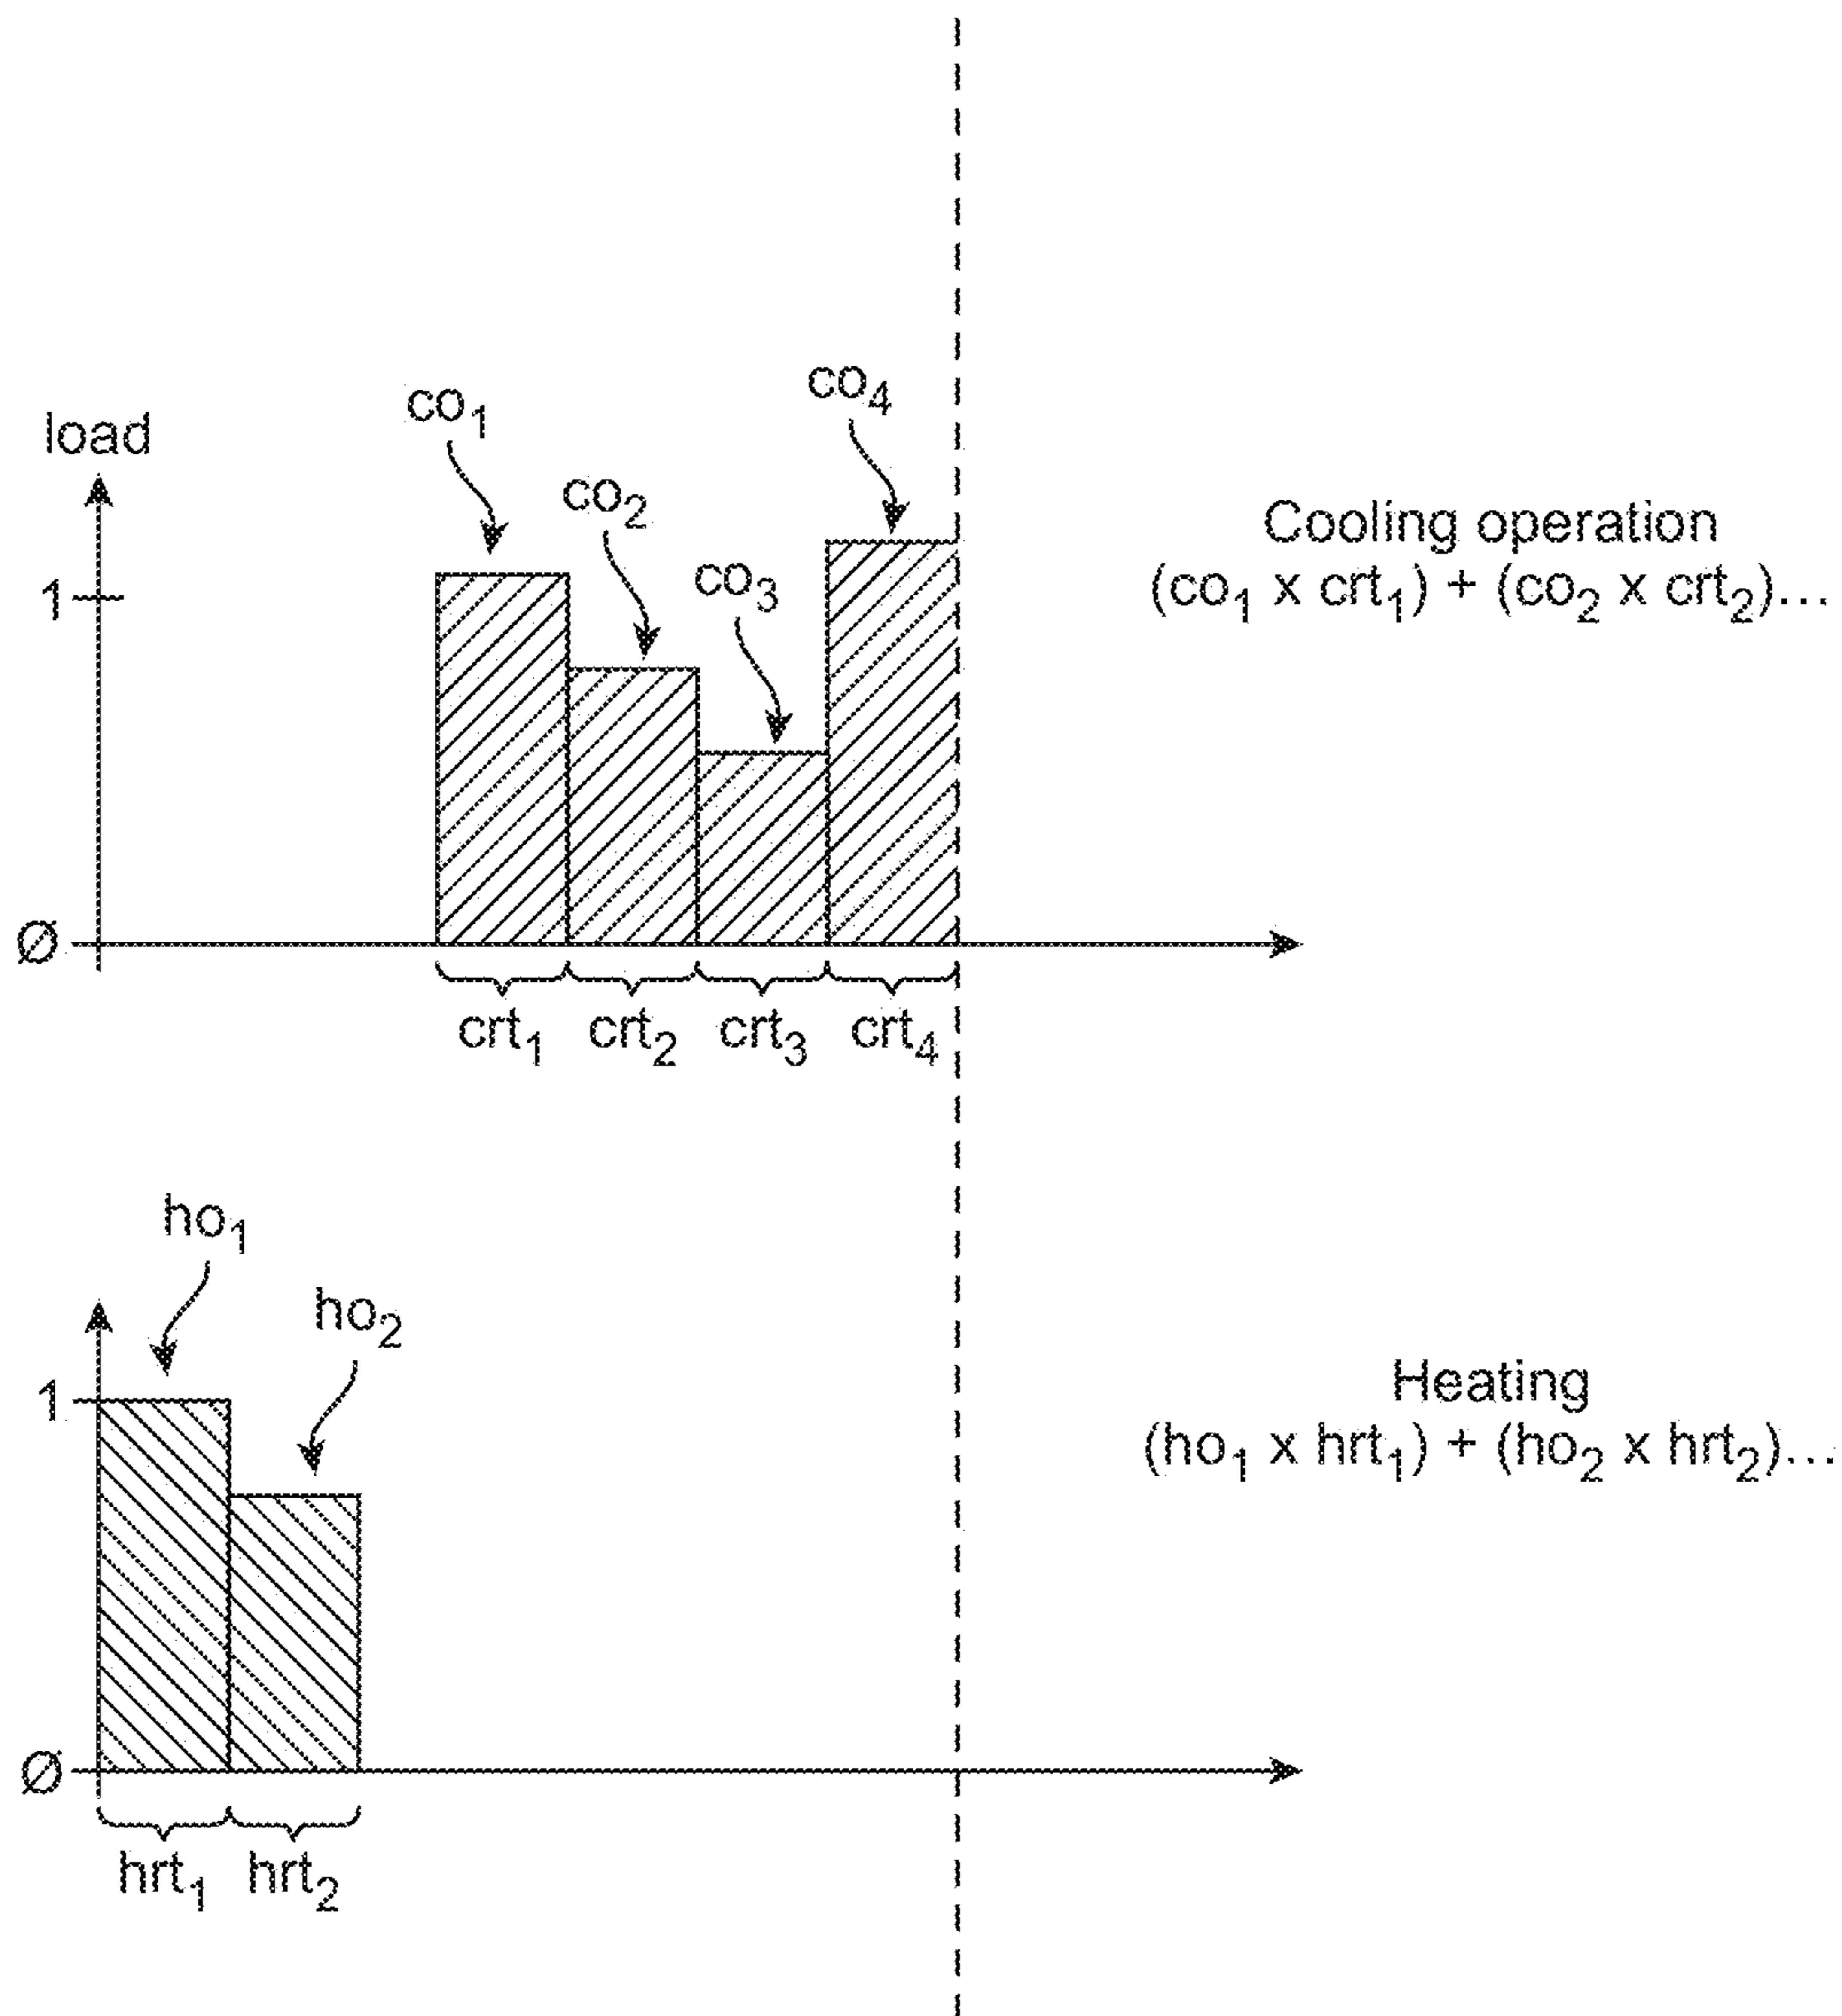 load
co₁
co₂
co₃
co₄
1
Ø
crt₁ crt₂ crt₃ crt₄
Cooling operation
(co₁ x crt₁) + (co₂ x crt₂)...
ho₁
ho₂
1
Ø
hrt₁ hrt₂
Heating
(ho₁ x hrt₁) + (ho₂ x hrt₂)...